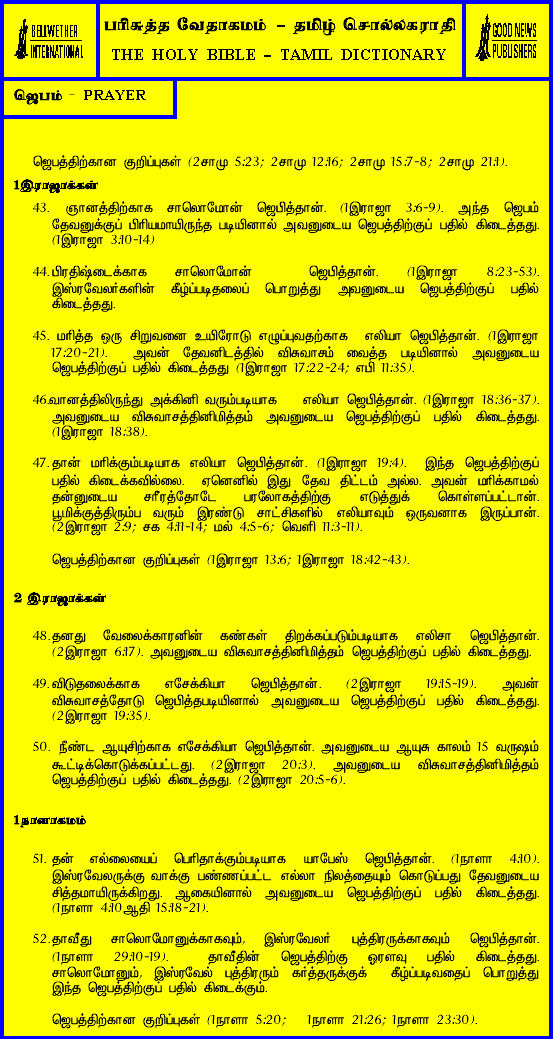 BELLWETHER
INTERNATIONAL
பரிசுத்த வேதாகமம் - தமிழ் சொல்லகராதி
THE HOLY BIBLE - TAMIL DICTIONARY
GOOD NEWS
PUBLISHERS
ஜெபம் - PRAYER
ஜெபத்திற்கான குறிப்புகள் (2சாமு 5:23; 2சாமு 12:16; 2சாமு 15:7-8; 2சாமு 21:1).
1இராஜாக்கள்
43. ஞானத்திற்காக சாலொமோன் ஜெபித்தான். (1இராஜா 3:6-9). அந்த ஜெபம்
தேவனுக்குப் பிரியமாயிருந்த படியினால் அவனுடைய ஜெபத்திற்குப் பதில் கிடைத்தது.
(1இராஜா 3:10-14)
44.பிரதிஷ்டைக்காக சாலொமோன் ஜெபித்தான். (1இராஜா 8:23-53).
இஸ்ரவேலர்களின் கீழ்ப்படிதலைப் பொறுத்து அவனுடைய ஜெபத்திற்குப் பதில்
கிடைத்தது.
45. மரித்த ஒரு சிறுவனை உயிரோடு எழுப்புவதற்காக எலியா ஜெபித்தான். (1இராஜா
17:20-21). அவன் தேவனிடத்தில் விசுவாசம் வைத்த படியினால் அவனுடைய
ஜெபத்திற்குப் பதில் கிடைத்தது (1இராஜா 17:22-24; எபி 11:35).
46.வானத்திலிருந்து அக்கினி வரும்படியாக எலியா ஜெபித்தான். (1இராஜா 18:36-37).
அவனுடைய விசுவாசத்தினிமித்தம் அவனுடைய ஜெபத்திற்குப் பதில் கிடைத்தது.
(1இராஜா 18:38).
47.தான் மரிக்கும்படியாக எலியா ஜெபித்தான். (1இராஜா 19:4). இந்த ஜெபத்திற்குப்
பதில் கிடைக்கவில்லை. ஏனெனில் இது தேவ திட்டம் அல்ல. அவன் மரிக்காமல்
தன்னுடைய சரீரத்தோடே பரலோகத்திற்கு எடுத்துக் கொள்ளப்பட்டான்.
பூமிக்குத்திரும்ப வரும் இரண்டு சாட்சிகளில் எலியாவும் ஒருவனாக இருப்பான்.
(2இராஜா 2:9; சக 4:11-14; மல் 4:5-6; வெளி 11:3-11).
ஜெபத்திற்கான குறிப்புகள் (1இராஜா 13:6; 1இராஜா 18:42-43).
2 இராஜாக்கள்
48.தனது வேலைக்காரனின் கண்கள் திறக்கப்படும்படியாக எலிசா ஜெபித்தான்.
(2இராஜா 6:17). அவனுடைய விசுவாசத்தினிமித்தம் ஜெபத்திற்குப் பதில் கிடைத்தது.
49.விடுதலைக்காக எசேக்கியா ஜெபித்தான். (2இராஜா 19:15-19). அவன்
விசுவாசத்தோடு ஜெபித்தபடியினால் அவனுடைய ஜெபத்திற்குப் பதில் கிடைத்தது.
(2இராஜா 19:35).
50. நீண்ட ஆயுசிற்காக எசேக்கியா ஜெபித்தான். அவனுடைய ஆயுசு காலம் 15 வருஷம்
கூட்டிக்கொடுக்கப்பட்டது. (2இராஜா 20:3). அவனுடைய விசுவாசத்தினிமித்தம்
ஜெபத்திற்குப் பதில் கிடைத்தது. (2இராஜா 20:5-6).
1நாளாகமம்
51. தன் எல்லையைப் பெரிதாக்கும்படியாக யாபேஸ் ஜெபித்தான். (1நாளா 4:10).
இஸ்ரவேலருக்கு வாக்கு பண்ணப்பட்ட எல்லா நிலத்தையும் கொடுப்பது தேவனுடைய
சித்தமாயிருக்கிறது. ஆகையினால் அவனுடைய ஜெபத்திற்குப் பதில் கிடைத்தது.
(1நாளா 4:10ஆதி 15:18-21).
52.தாவீது சாலொமோனுக்காகவும், இஸ்ரவேலர் புத்திரருக்காகவும் ஜெபித்தான்.
(1நாளா 29:10-19). தாவீதின் ஜெபத்திற்கு ஓரளவு பதில் கிடைத்தது.
சாலொமோனும், இஸ்ரவேல் புத்திரரும் கர்த்தருக்குக் கீழ்ப்படிவதைப் பொறுத்து
இந்த ஜெபத்திற்குப் பதில் கிடைக்கும்.
ஜெபத்திற்கான குறிப்புகள் (1நாளா 5:20; 1நாளா 21:26; 1நாளா 23:30).